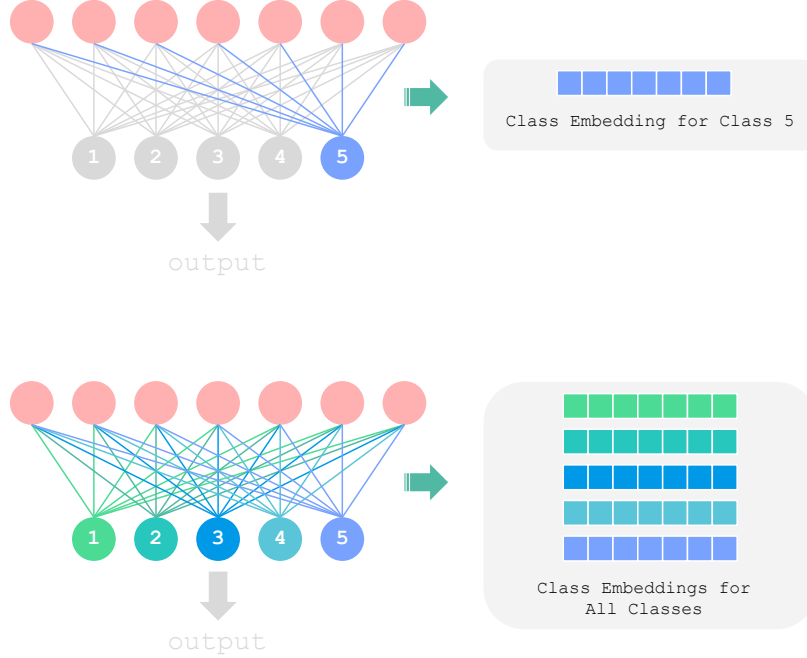 1 2 3 4 5
Class Embedding for Class 5
output
1 2 3 4 5
Class Embeddings for
All Classes
output